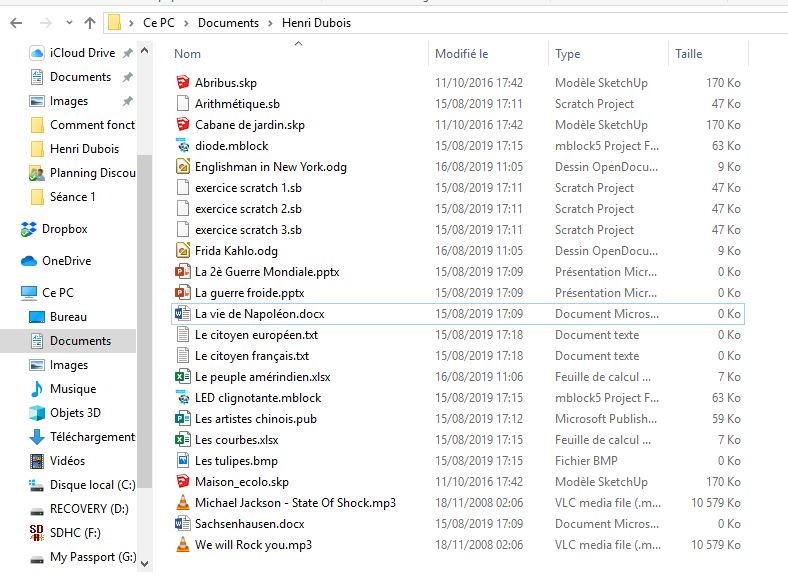 Ce PC > Documents > Henri Dubois
iCloud Drive
Documents
Images
Comment fonct
Henri Dubois
Planning Discou
Séance 1
Dropbox
OneDrive
Ce PC
Bureau
Documents
Images
Musique
Objets 3D
Téléchargement
Vidéos
Disque local (C:)
RECOVERY (D:)
SDHC (F:)
My Passport (G:)
Nom Modifié le Type Taille
Abribus.skp 11/10/2016 17:42 Modèle SketchUp 170 Ko
Arithmétique.sb 15/08/2019 17:11 Scratch Project 47 Ko
Cabane de jardin.skp 11/10/2016 17:42 Modèle SketchUp 170 Ko
diode.mblock 15/08/2019 17:15 mblock5 Project F... 63 Ko
Englishman in New York.odg 16/08/2019 11:05 Dessin OpenDocu... 9 Ko
exercice scratch 1.sb 15/08/2019 17:11 Scratch Project 47 Ko
exercice scratch 2.sb 15/08/2019 17:11 Scratch Project 47 Ko
exercice scratch 3.sb 15/08/2019 17:11 Scratch Project 47 Ko
Frida Kahlo.odg 16/08/2019 11:05 Dessin OpenDocu... 9 Ko
La 2è Guerre Mondiale.pptx 15/08/2019 17:09 Présentation Micr... 0 Ko
La guerre froide.pptx 15/08/2019 17:09 Présentation Micr... 0 Ko
La vie de Napoléon.docx 15/08/2019 17:09 Document Micros... 0 Ko
Le citoyen européen.txt 15/08/2019 17:18 Document texte 0 Ko
Le citoyen français.txt 15/08/2019 17:18 Document texte 0 Ko
Le peuple amérindien.xlsx 16/08/2019 11:06 Feuille de calcul ... 7 Ko
LED clignotante.mblock 15/08/2019 17:15 mblock5 Project F... 63 Ko
Les artistes chinois.pub 15/08/2019 17:12 Microsoft Publish... 59 Ko
Les courbes.xlsx 15/08/2019 17:15 Feuille de calcul ... 7 Ko
Les tulipes.bmp 15/08/2019 17:15 Fichier BMP 0 Ko
Maison_ecolo.skp 11/10/2016 17:42 Modèle SketchUp 170 Ko
Michael Jackson - State Of Shock.mp3 18/11/2008 02:06 VLC media file (.m... 10 579 Ko
Sachsenhausen.docx 15/08/2019 17:09 Document Micros... 0 Ko
We will Rock you.mp3 18/11/2008 02:06 VLC media file (.m... 10 579 Ko